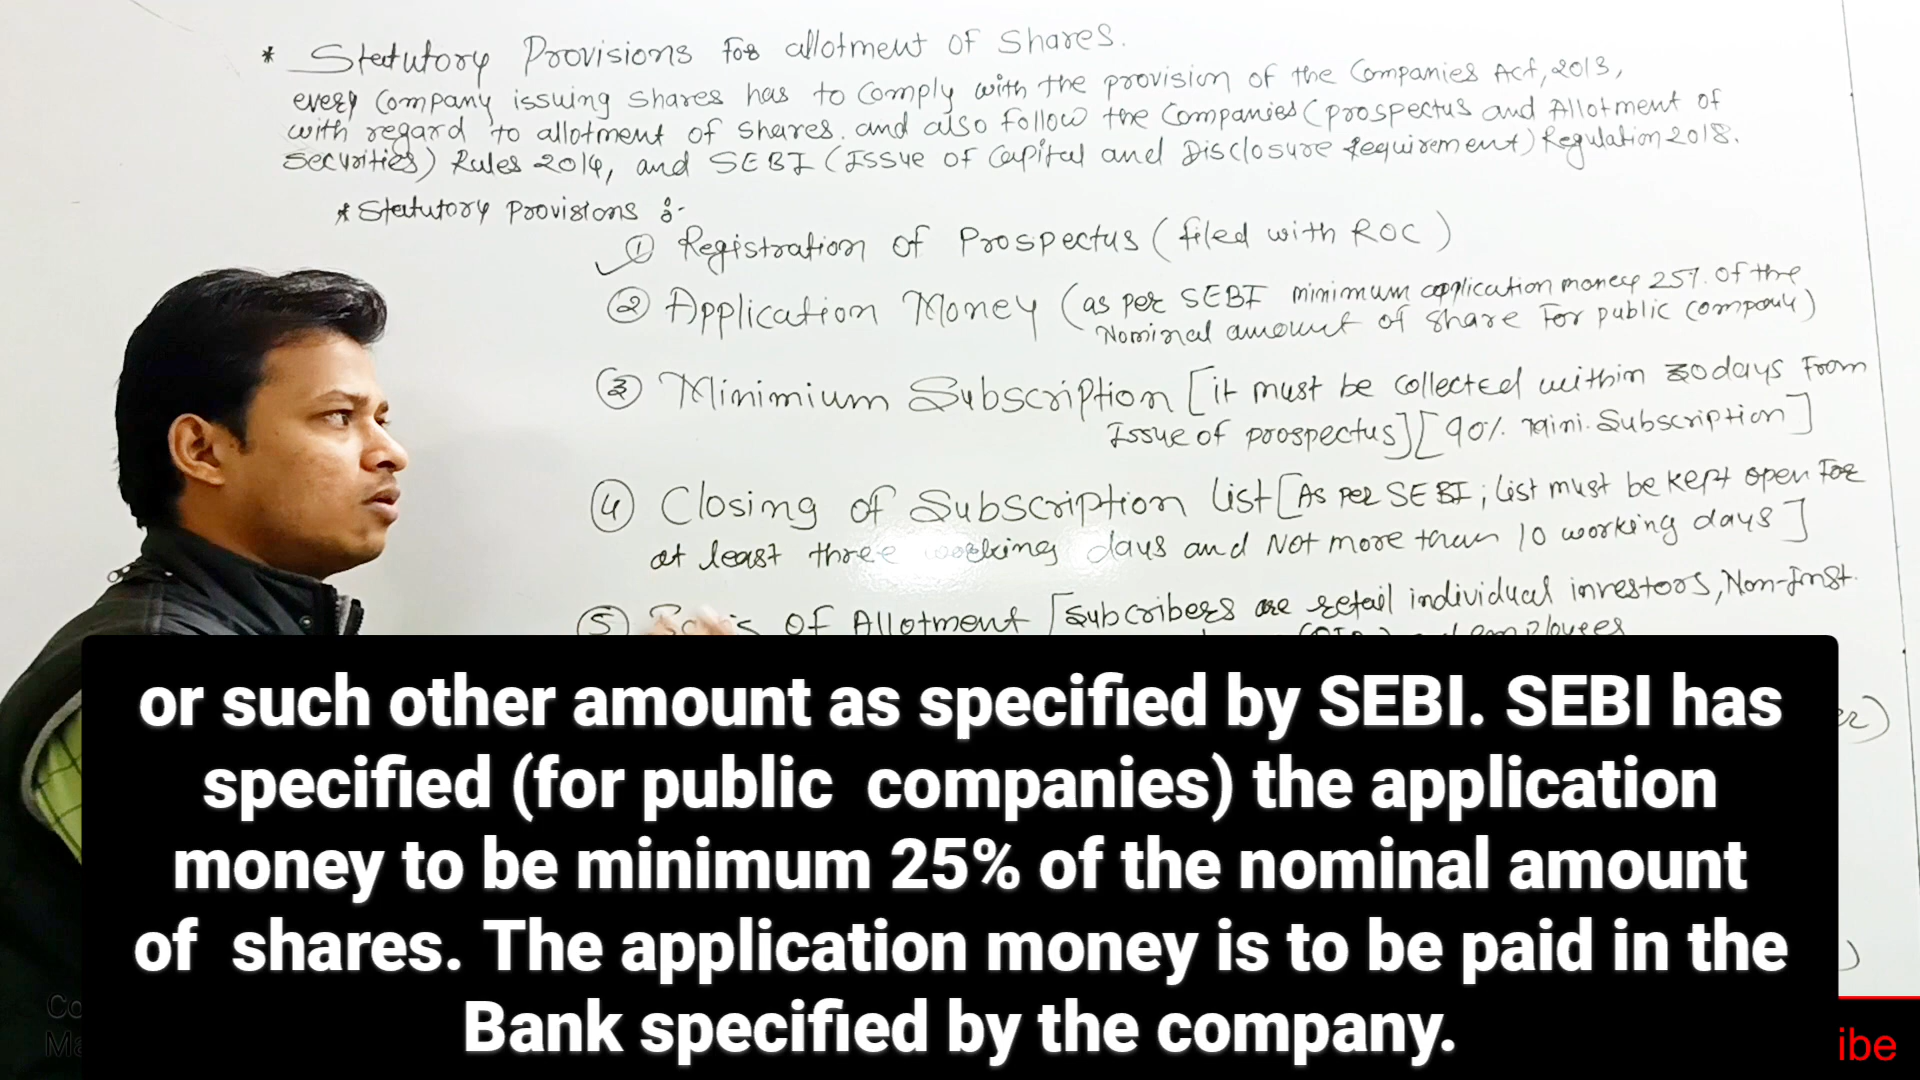 * Statutory Provisions for allotment of Shares.
every Company issuing shares has to Comply with the provision of the Companies Act, 2013,
with regard to allotment of shares. and also follow the Companies (prospectus and Allotment of
Securities) Rules 2014, and SEBI (Issue of Capital and Disclosure Requirement) Regulation 2018.
* Statutory Provisions :-
① Registration of Prospectus (filed with ROC)
② Application Money (as per SEBI minimum application money 25% of the
Nominal amount of share For public company)
③ Minimium Subscription [it must be collected within 30 days From
Issue of prospectus] [90% mini. Subscription]
④ Closing of Subscription list [As per SEBI ; list must be kept open For
at least three working days and Not more than 10 working days]
⑤ of Allotment [Subcribers are retail individual investors, Non-Inst.
employees
or such other amount as specified by SEBI. SEBI has
specified (for public companies) the application
money to be minimum 25% of the nominal amount
of shares. The application money is to be paid in the
Bank specified by the company.
ibe